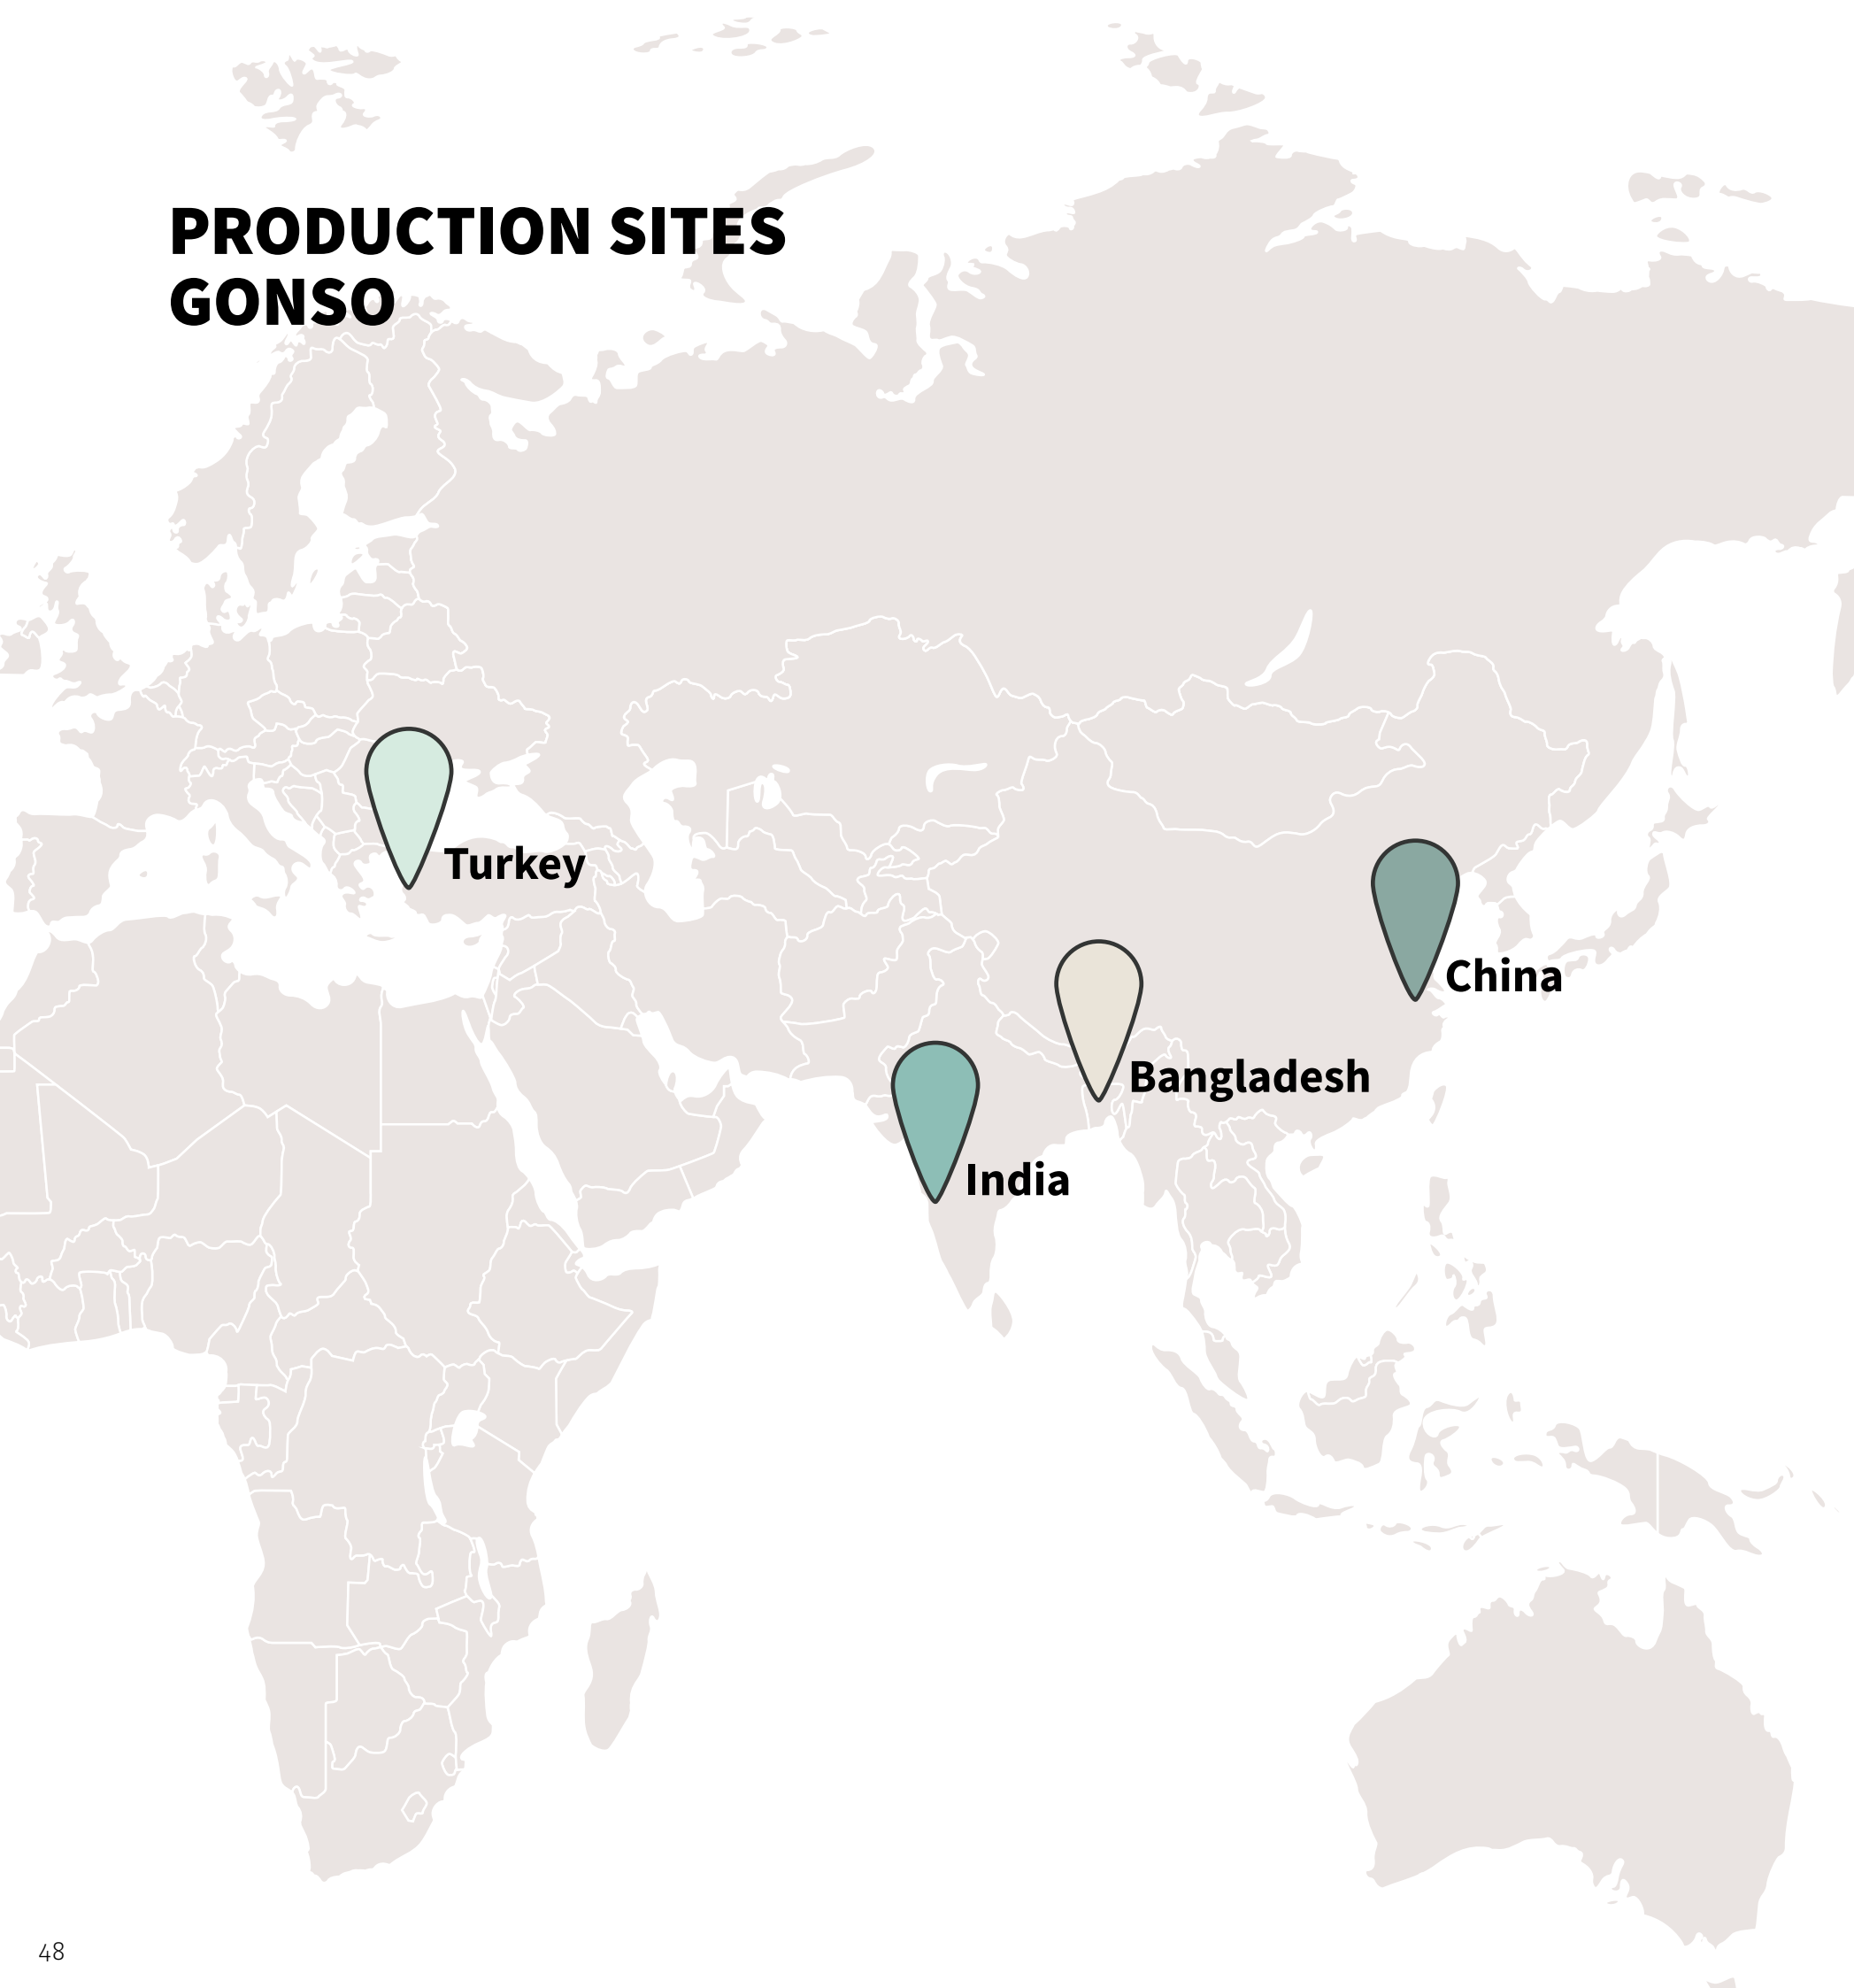 PRODUCTION SITES
GONSO
Turkey
China
Bangladesh
India
48